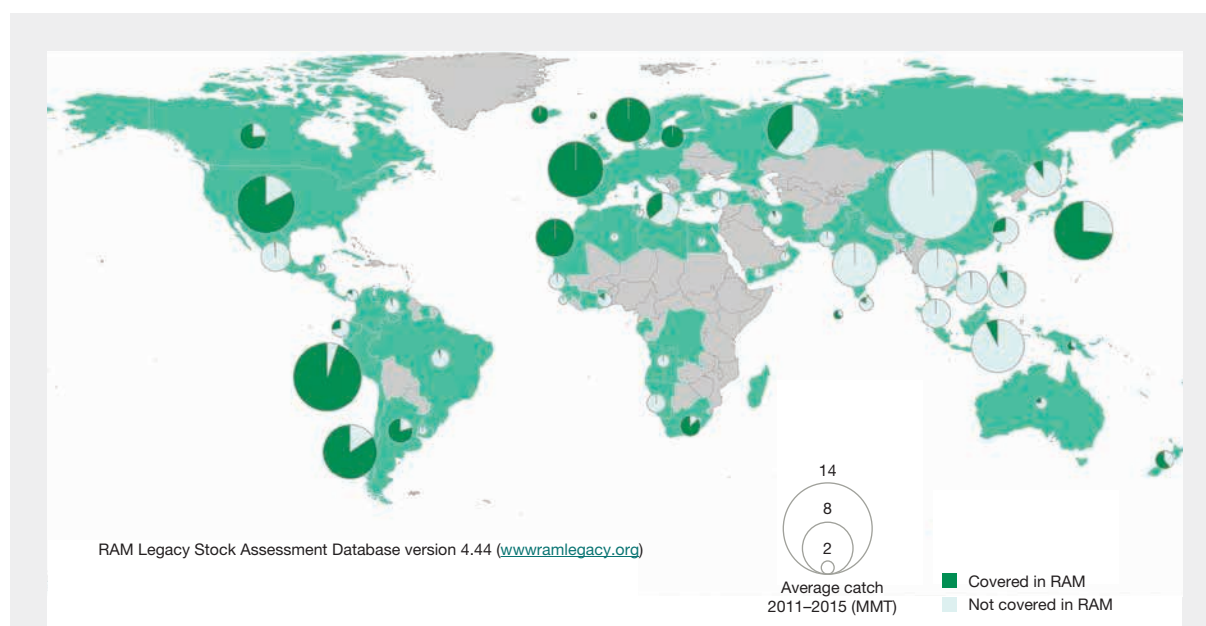 14
8
2
RAM Legacy Stock Assessment Database version 4.44 (wwwramlegacy.org)
Average catch
2011–2015 (MMT)
Covered in RAM
Not covered in RAM